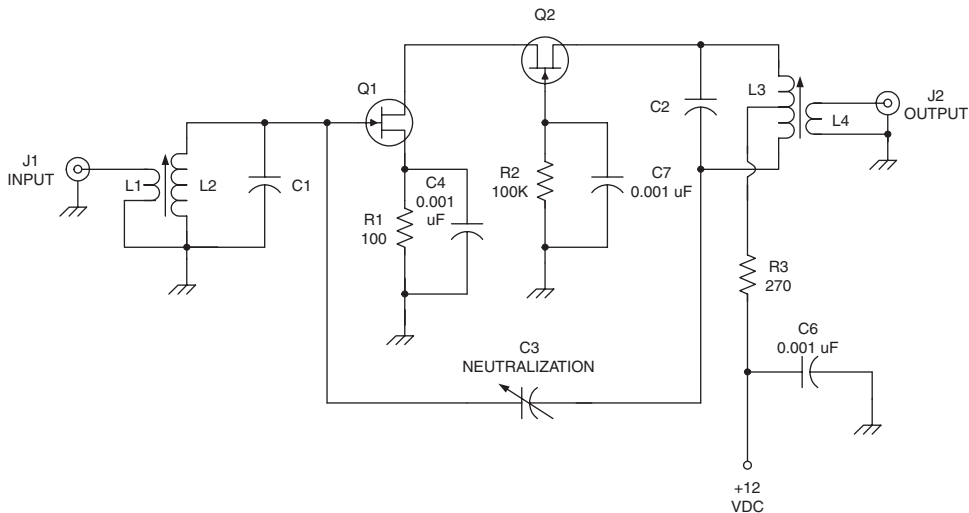 Q2
Q1
J1
INPUT
L1
L2
C1
R1
100
C4
0.001
uF
R2
100K
C7
0.001 uF
C2
L3
L4
J2
OUTPUT
R3
270
C6
0.001 uF
C3
NEUTRALIZATION
+12
VDC